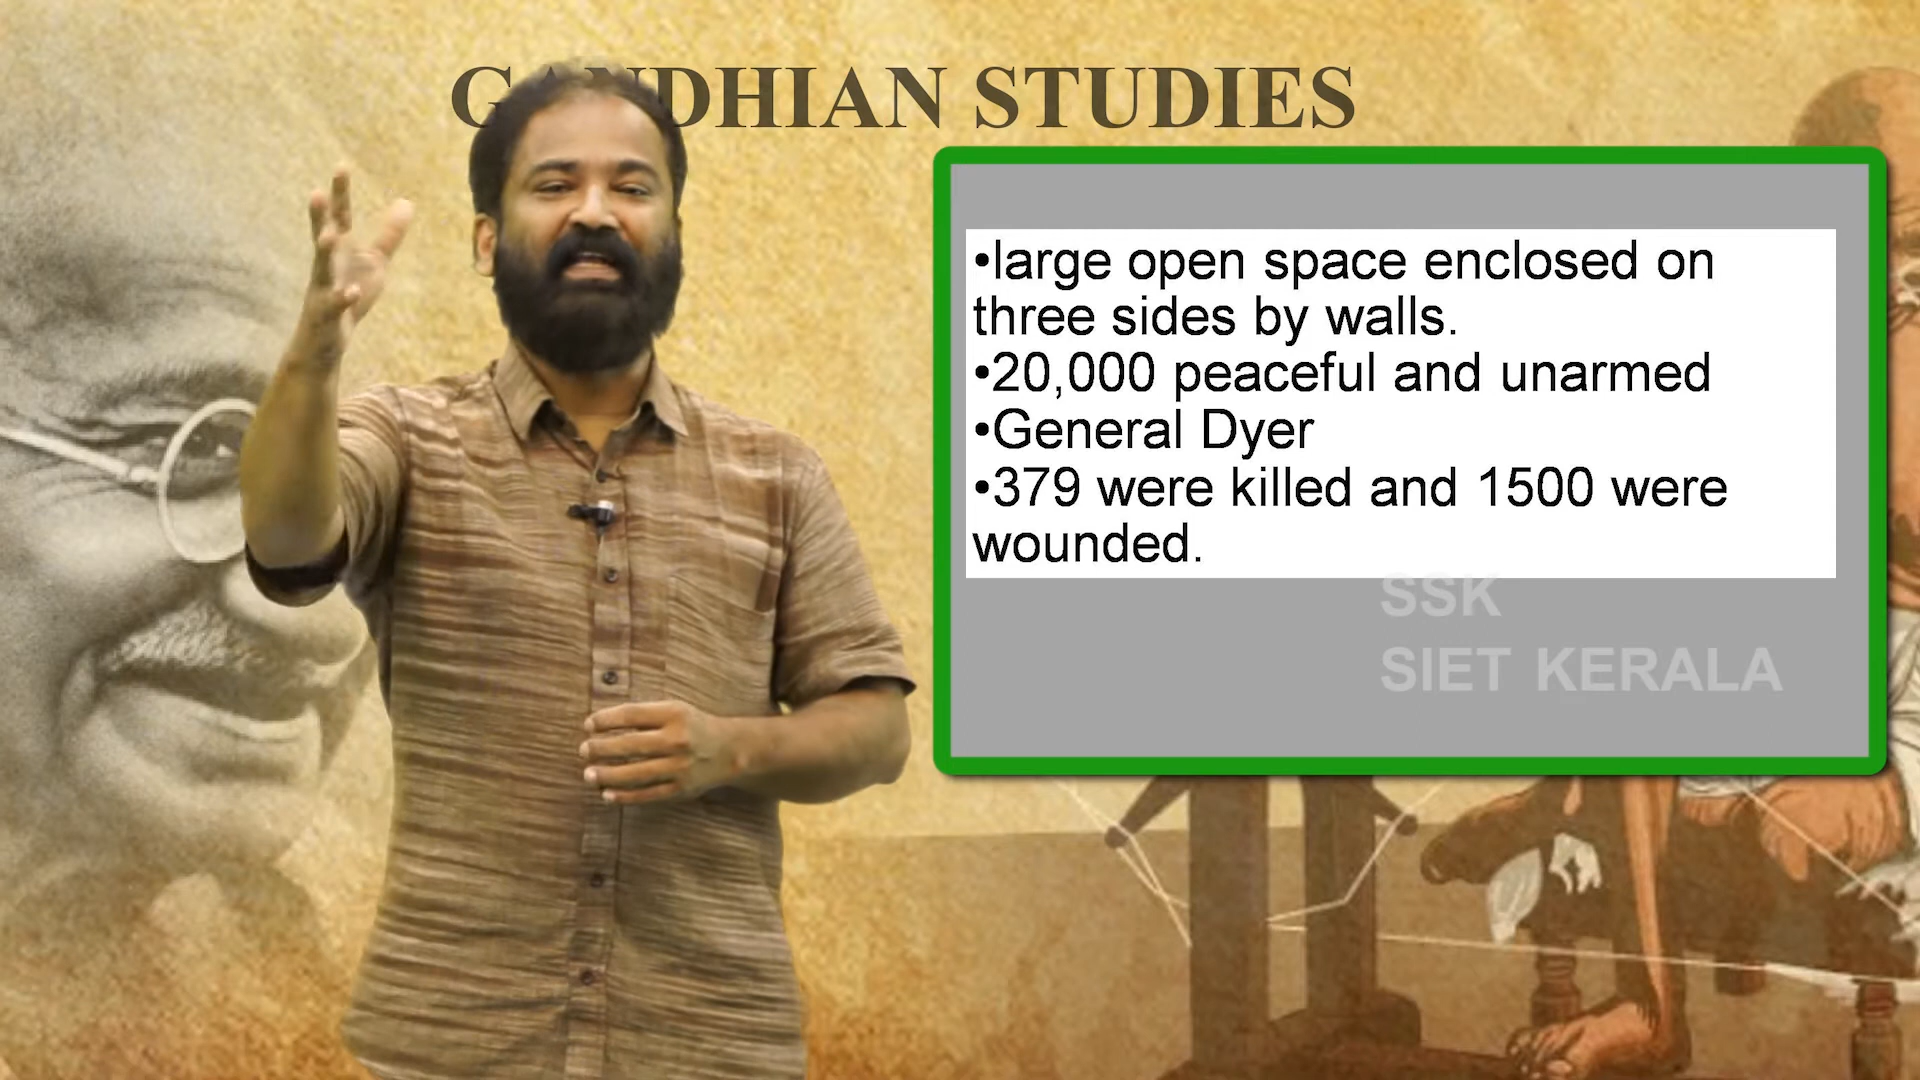 GANDHIAN STUDIES
•large open space enclosed on
three sides by walls.
•20,000 peaceful and unarmed
•General Dyer
•379 were killed and 1500 were
wounded.
SSK
SIET KERALA